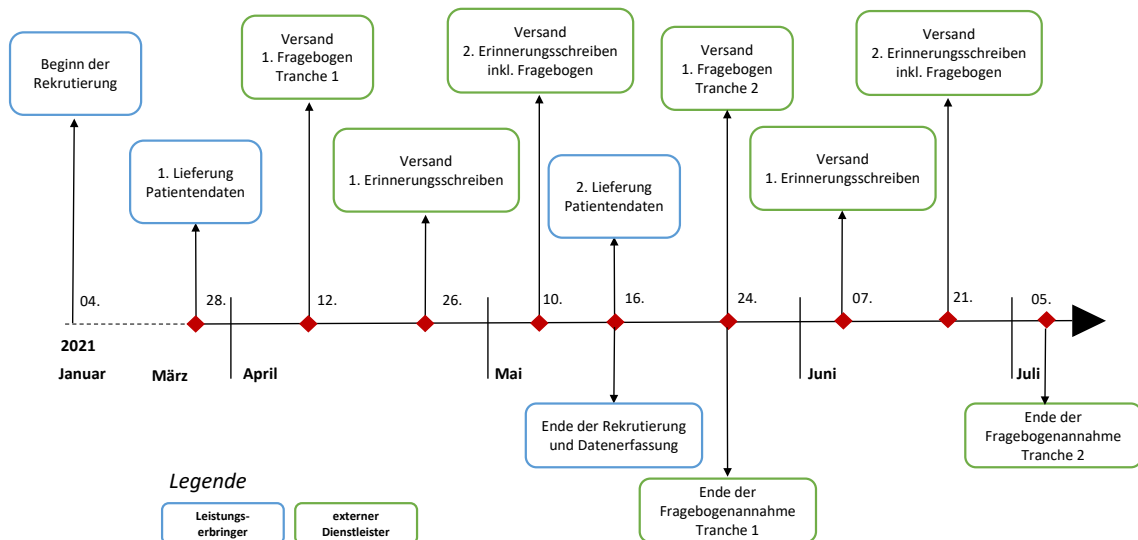 Beginn der
Rekrutierung
1. Lieferung
Patientendaten
Versand
1. Fragebogen
Tranche 1
Versand
1. Erinnerungsschreiben
Versand
2. Erinnerungsschreiben
inkl. Fragebogen
2. Lieferung
Patientendaten
Versand
1. Fragebogen
Tranche 2
Versand
1. Erinnerungsschreiben
Versand
2. Erinnerungsschreiben
inkl. Fragebogen
04.
28.
12.
26.
10.
16.
24.
07.
21.
05.
2021
Januar
März
April
Mai
Juni
Juli
Ende der Rekrutierung
und Datenerfassung
Ende der
Fragebogenannahme
Tranche 1
Ende der
Fragebogenannahme
Tranche 2
Legende
Leistungs-
erbringer
externer
Dienstleister